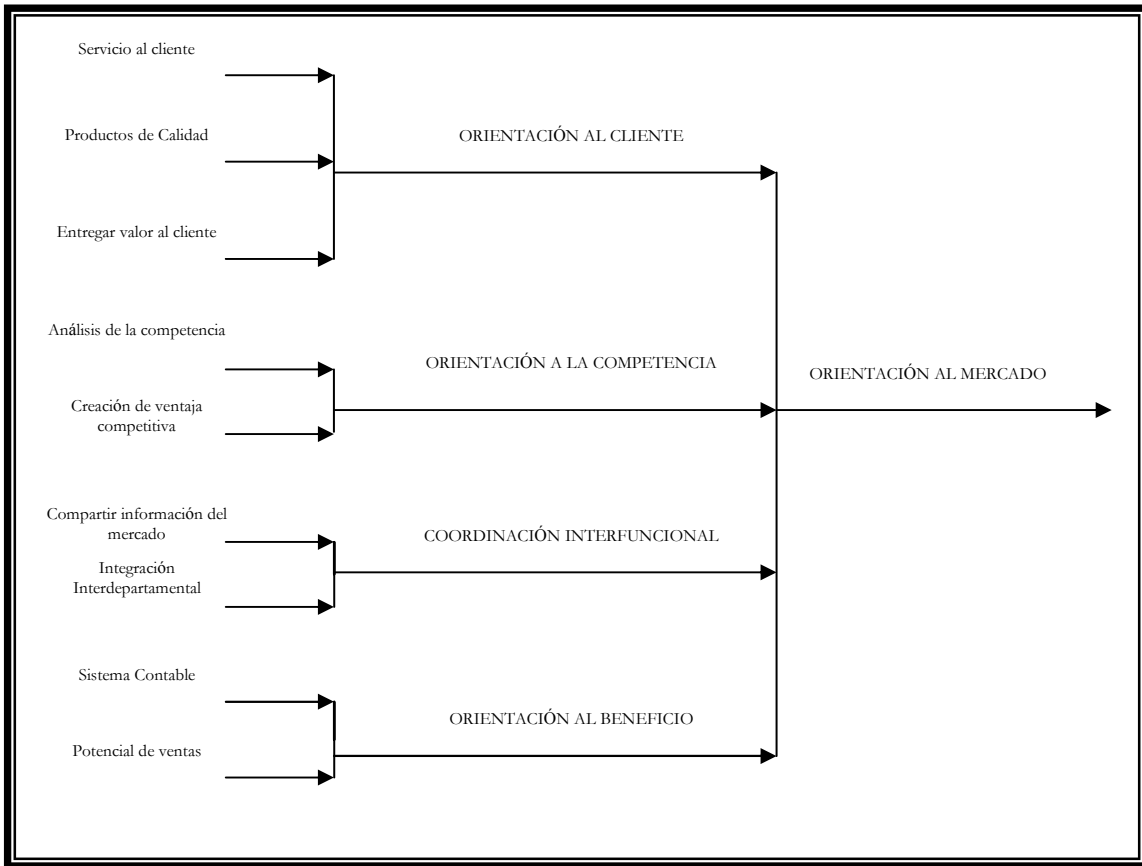 Servicio al cliente
Productos de Calidad
ORIENTACIÓN AL CLIENTE
Entregar valor al cliente
Análisis de la competencia
ORIENTACIÓN A LA COMPETENCIA
ORIENTACIÓN AL MERCADO
Creación de ventaja
competitiva
Compartir información del
mercado
COORDINACIÓN INTERFUNCIONAL
Integración
Interdepartamental
Sistema Contable
ORIENTACIÓN AL BENEFICIO
Potencial de ventas